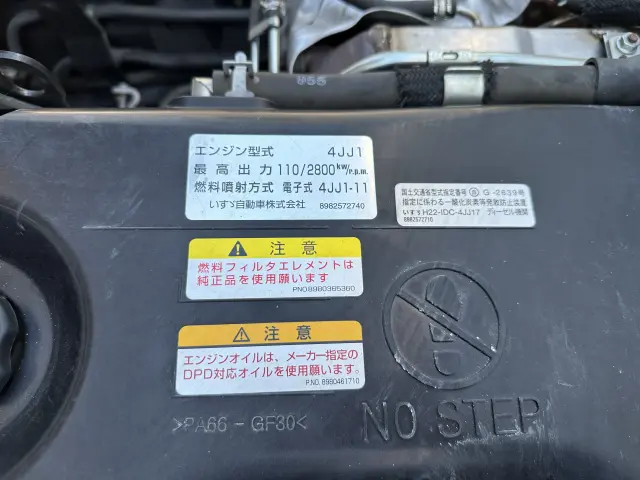 955
エンジン型式 4JJ1
最高出力 110/2800kW/r.p.m.
燃料噴射方式 電子式 4JJ1-11
いすゞ自動車株式会社 8982572740
国土交通省型式指定番号 G-2639号
指定に係わる一酸化炭素等発散防止装置
いすゞ H22-IDC-4JJ17 ディーゼル機関
8982572710
注意
燃料フィルタエレメントは
純正品を使用願います
PNO8980365360
注意
エンジンオイルは、メーカー指定の
DPD対応オイルを使用願います。
P.NO. 8980461710
>PA66-GF30<
NO STEP